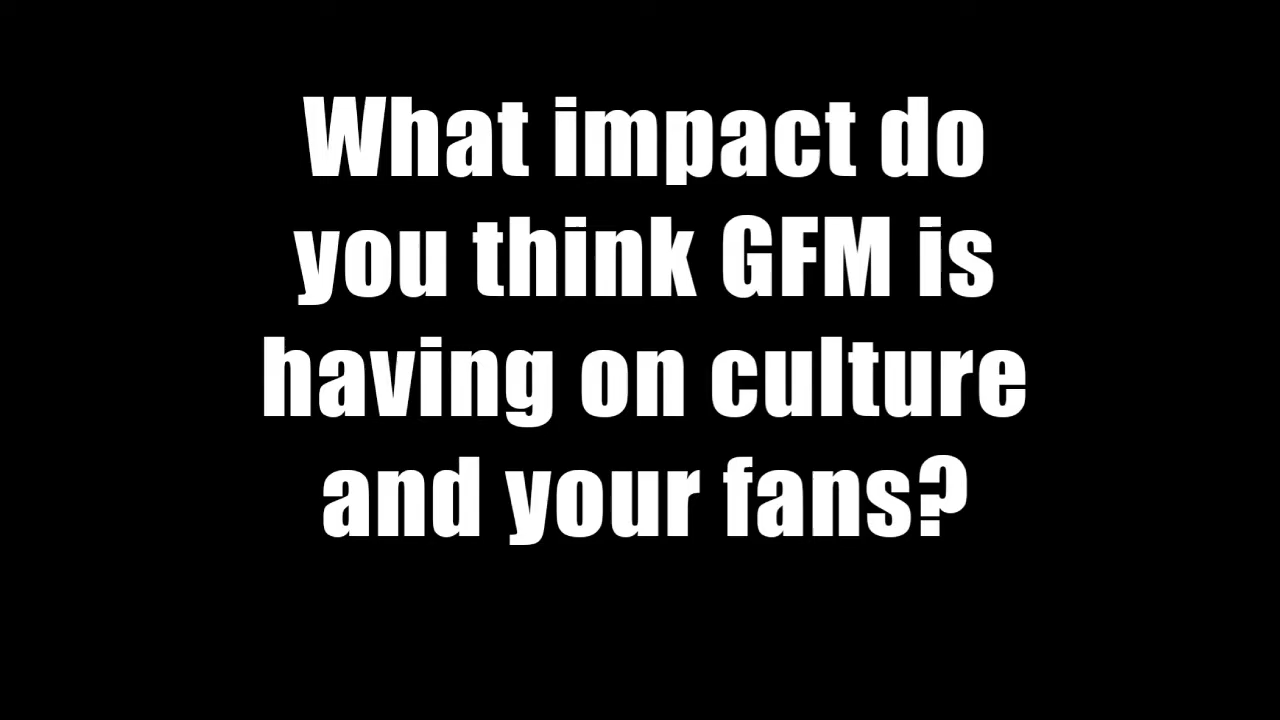 What impact do
you think GFM is
having on culture
and your fans?